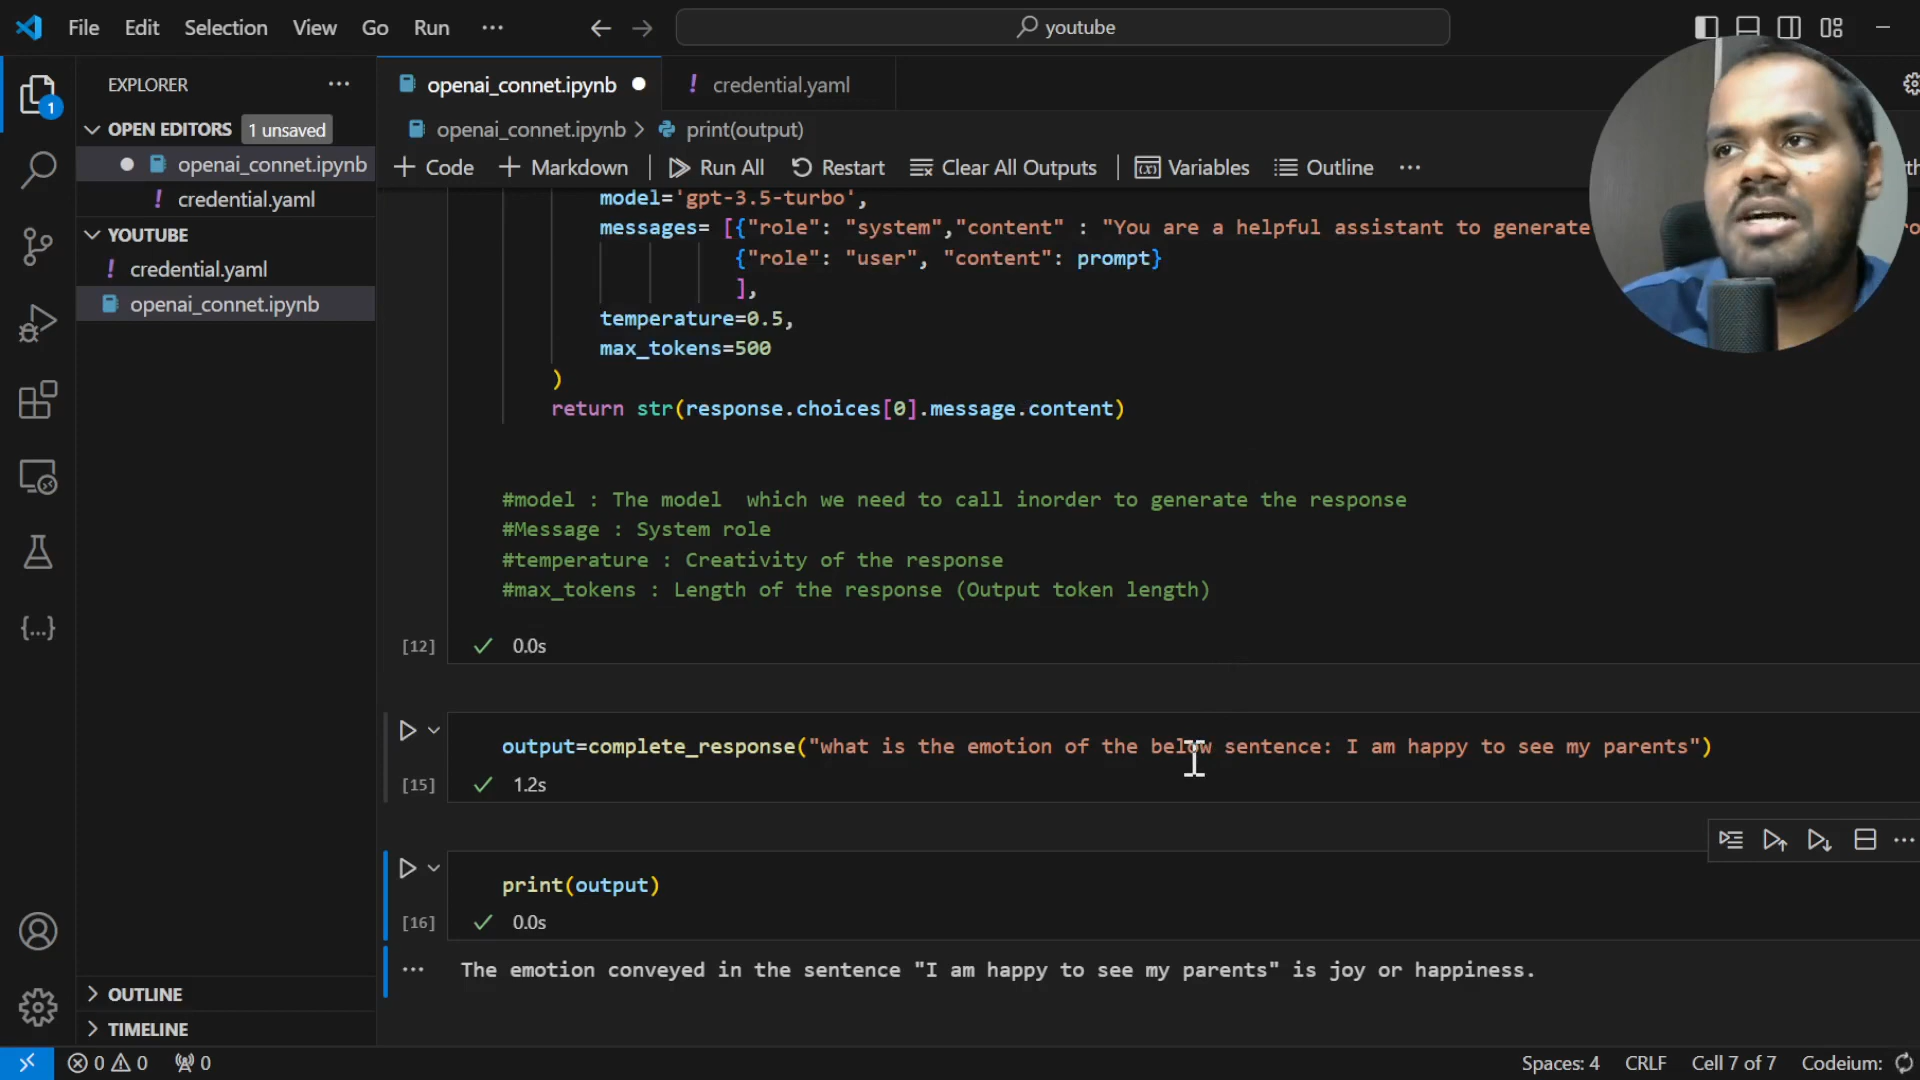 File Edit Selection View Go Run ···
youtube
EXPLORER ···
openai_connet.ipynb
! credential.yaml
OPEN EDITORS 1 unsaved
openai_connet.ipynb
! credential.yaml
YOUTUBE
! credential.yaml
openai_connet.ipynb
OUTLINE
TIMELINE
1
openai_connet.ipynb > print(output)
+ Code + Markdown | Run All Restart Clear All Outputs | Variables Outline ···
model='gpt-3.5-turbo',
messages= [{"role": "system","content" : "You are a helpful assistant to generate
{"role": "user", "content": prompt}
],
temperature=0.5,
max_tokens=500
)
return str(response.choices[0].message.content)
#model : The model  which we need to call inorder to generate the response
#Message : System role
#temperature : Creativity of the response
#max_tokens : Length of the response (Output token length)
[12] ✓ 0.0s
output=complete_response("what is the emotion of the below sentence: I am happy to see my parents")
[15] ✓ 1.2s
print(output)
[16] ✓ 0.0s
··· The emotion conveyed in the sentence "I am happy to see my parents" is joy or happiness.
0 0 0
Spaces: 4 CRLF Cell 7 of 7 Codeium: